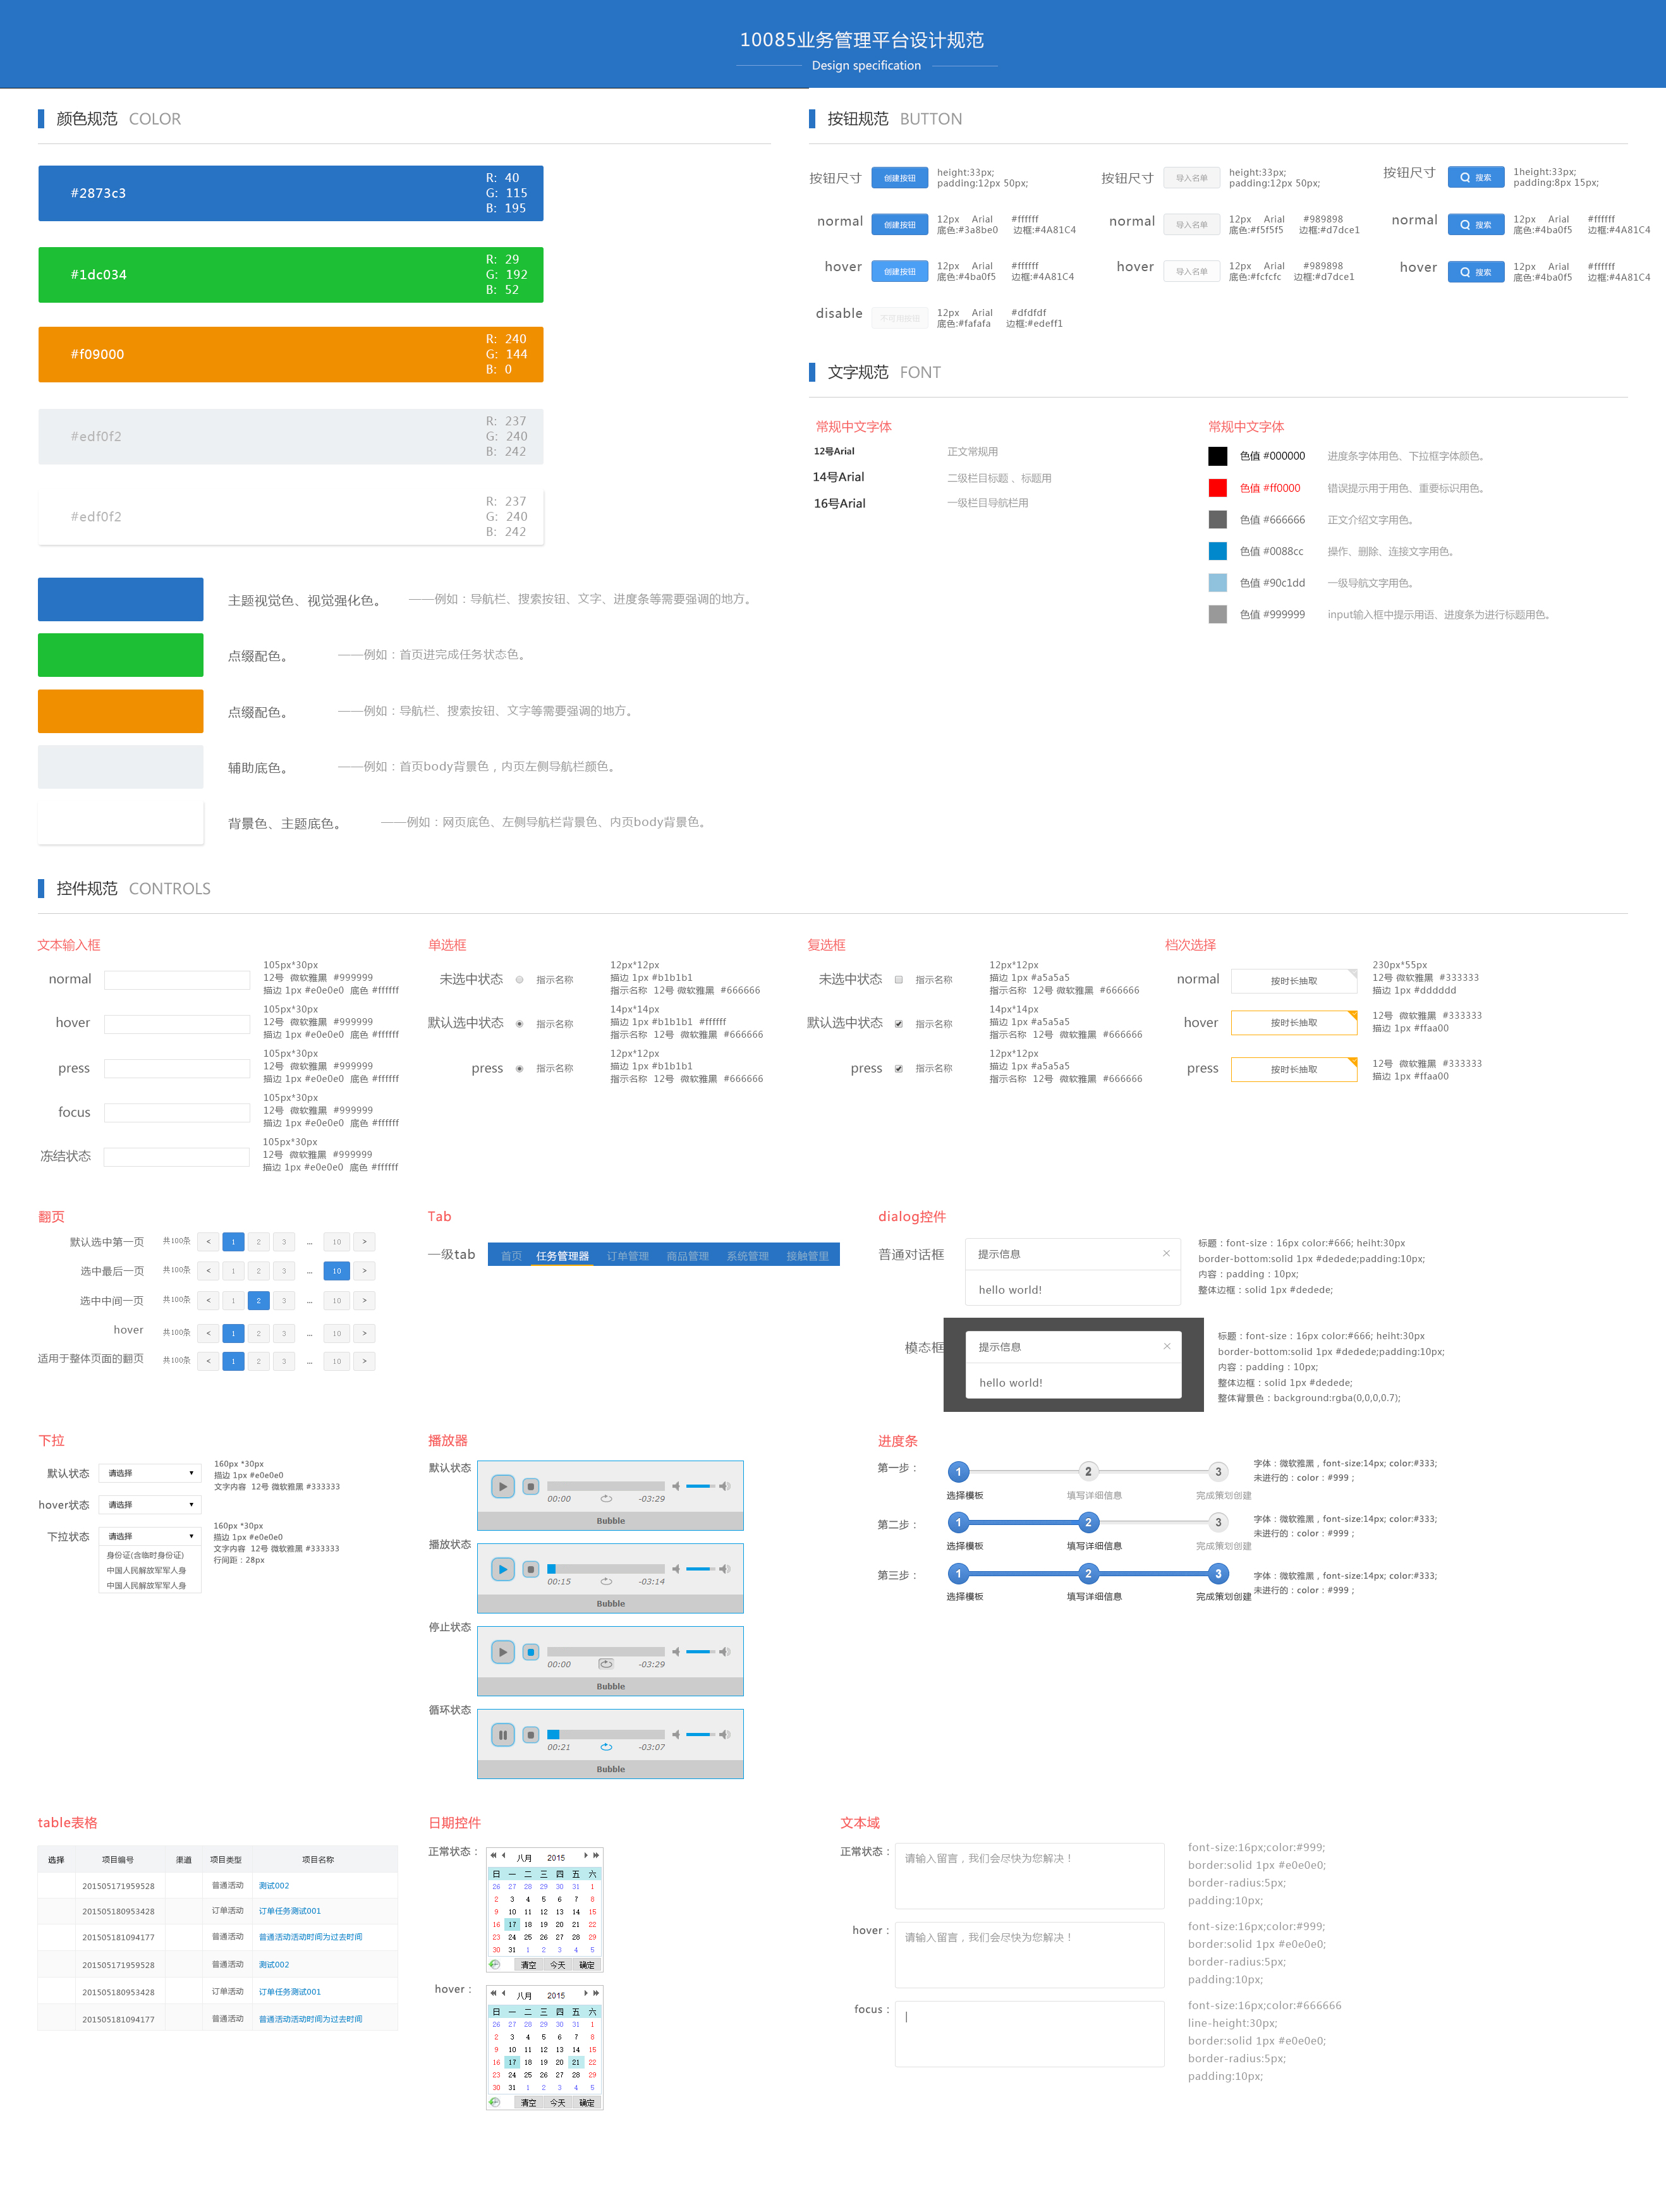 10085业务管理平台设计规范
Design specification
颜色规范 COLOR
#2873c3
R: 40
G: 115
B: 195
#1dc034
R: 29
G: 192
B: 52
#f09000
R: 240
G: 144
B: 0
#edf0f2
R: 237
G: 240
B: 242
#edf0f2
R: 237
G: 240
B: 242
主题视觉色、视觉强化色。 ——例如：导航栏、搜索按钮、文字、进度条等需要强调的地方。
点缀配色。 ——例如：首页进完成任务状态色。
点缀配色。 ——例如：导航栏、搜索按钮、文字等需要强调的地方。
辅助底色。 ——例如：首页body背景色，内页左侧导航栏颜色。
背景色、主题底色。 ——例如：网页底色、左侧导航栏背景色、内页body背景色。
按钮规范 BUTTON
按钮尺寸 创建按钮 height:33px;
padding:12px 50px;
normal 创建按钮 12px Arial #ffffff
底色:#3a8be0 边框:#4A81C4
hover 创建按钮 12px Arial #ffffff
底色:#4ba0f5 边框:#4A81C4
disable 不可用按钮 12px Arial #dfdfdf
底色:#fafafa 边框:#edeff1
按钮尺寸 导入名单 height:33px;
padding:12px 50px;
normal 导入名单 12px Arial #989898
底色:#f5f5f5 边框:#d7dce1
hover 导入名单 12px Arial #989898
底色:#fcfcfc 边框:#d7dce1
按钮尺寸 搜索 1height:33px;
padding:8px 15px;
normal 搜索 12px Arial #ffffff
底色:#4ba0f5 边框:#4A81C4
hover 搜索 12px Arial #ffffff
底色:#4ba0f5 边框:#4A81C4
文字规范 FONT
常规中文字体
12号Arial 正文常规用
14号Arial 二级栏目标题 、标题用
16号Arial 一级栏目导航栏用
常规中文字体
色值 #000000 进度条字体用色、下拉框字体颜色。
色值 #ff0000 错误提示用于用色、重要标识用色。
色值 #666666 正文介绍文字用色。
色值 #0088cc 操作、删除、连接文字用色。
色值 #90c1dd 一级导航文字用色。
色值 #999999 input输入框中提示用语、进度条为进行标题用色。
控件规范 CONTROLS
文本输入框
normal 105px*30px
12号 微软雅黑 #999999
描边 1px #e0e0e0 底色 #ffffff
hover 105px*30px
12号 微软雅黑 #999999
描边 1px #e0e0e0 底色 #ffffff
press 105px*30px
12号 微软雅黑 #999999
描边 1px #e0e0e0 底色 #ffffff
focus 105px*30px
12号 微软雅黑 #999999
描边 1px #e0e0e0 底色 #ffffff
冻结状态 105px*30px
12号 微软雅黑 #999999
描边 1px #e0e0e0 底色 #ffffff
单选框
未选中状态 指示名称 12px*12px
描边 1px #b1b1b1
指示名称 12号 微软雅黑 #666666
默认选中状态 指示名称 14px*14px
描边 1px #b1b1b1 #ffffff
指示名称 12号 微软雅黑 #666666
press 指示名称 12px*12px
描边 1px #b1b1b1
指示名称 12号 微软雅黑 #666666
复选框
未选中状态 指示名称 12px*12px
描边 1px #a5a5a5
指示名称 12号 微软雅黑 #666666
默认选中状态 指示名称 14px*14px
描边 1px #a5a5a5
指示名称 12号 微软雅黑 #666666
press 指示名称 12px*12px
描边 1px #a5a5a5
指示名称 12号 微软雅黑 #666666
档次选择
normal 按时长抽取 230px*55px
12号 微软雅黑 #333333
描边 1px #dddddd
hover 按时长抽取 12号 微软雅黑 #333333
描边 1px #ffaa00
press 按时长抽取 12号 微软雅黑 #333333
描边 1px #ffaa00
翻页
默认选中第一页 共100条 < 1 2 3 ... 10 >
选中最后一页 共100条 < 1 2 3 ... 10 >
选中中间一页 共100条 < 1 2 3 ... 10 >
hover 共100条 < 1 2 3 ... 10 >
适用于整体页面的翻页 共100条 < 1 2 3 ... 10 >
Tab
一级tab 首页 任务管理器 订单管理 商品管理 系统管理 接触管里
dialog控件
普通对话框 提示信息 ×
hello world!
标题：font-size：16px color:#666; heiht:30px
border-bottom:solid 1px #dedede;padding:10px;
内容：padding：10px;
整体边框：solid 1px #dedede;
模态框 提示信息 ×
hello world!
标题：font-size：16px color:#666; heiht:30px
border-bottom:solid 1px #dedede;padding:10px;
内容：padding：10px;
整体边框：solid 1px #dedede;
整体背景色：background:rgba(0,0,0,0.7);
下拉
默认状态 请选择 160px *30px
描边 1px #e0e0e0
文字内容 12号 微软雅黑 #333333
hover状态 请选择
下拉状态 请选择
身份证(含临时身份证)
中国人民解放军军人身
中国人民解放军军人身
160px *30px
描边 1px #e0e0e0
文字内容 12号 微软雅黑 #333333
行间距：28px
播放器
默认状态
00:00 -03:29
Bubble
播放状态
00:15 -03:14
Bubble
停止状态
00:00 -03:29
Bubble
循环状态
00:21 -03:07
Bubble
进度条
第一步： 1 2 3
选择模板 填写详细信息 完成策划创建
字体：微软雅黑，font-size:14px; color:#333;
未进行的：color：#999；
第二步： 1 2 3
选择模板 填写详细信息 完成策划创建
字体：微软雅黑，font-size:14px; color:#333;
未进行的：color：#999；
第三步： 1 2 3
选择模板 填写详细信息 完成策划创建
字体：微软雅黑，font-size:14px; color:#333;
未进行的：color：#999；
table表格
选择 项目编号 渠道 项目类型 项目名称
201505171959528 普通活动 测试002
201505180953428 订单活动 订单任务测试001
201505181094177 普通活动 普通活动活动时间为过去时间
201505171959528 普通活动 测试002
201505180953428 订单活动 订单任务测试001
201505181094177 普通活动 普通活动活动时间为过去时间
日期控件
正常状态：
八月 2015
日 一 二 三 四 五 六
26 27 28 29 30 31 1
2 3 4 5 6 7 8
9 10 11 12 13 14 15
16 17 18 19 20 21 22
23 24 25 26 27 28 29
30 31 1 2 3 4 5
清空 今天 确定
hover：
八月 2015
日 一 二 三 四 五 六
26 27 28 29 30 31 1
2 3 4 5 6 7 8
9 10 11 12 13 14 15
16 17 18 19 20 21 22
23 24 25 26 27 28 29
30 31 1 2 3 4 5
清空 今天 确定
文本域
正常状态： 请输入留言，我们会尽快为您解决！
font-size:16px;color:#999;
border:solid 1px #e0e0e0;
border-radius:5px;
padding:10px;
hover： 请输入留言，我们会尽快为您解决！
font-size:16px;color:#999;
border:solid 1px #e0e0e0;
border-radius:5px;
padding:10px;
focus：
font-size:16px;color:#666666
line-height:30px;
border:solid 1px #e0e0e0;
border-radius:5px;
padding:10px;